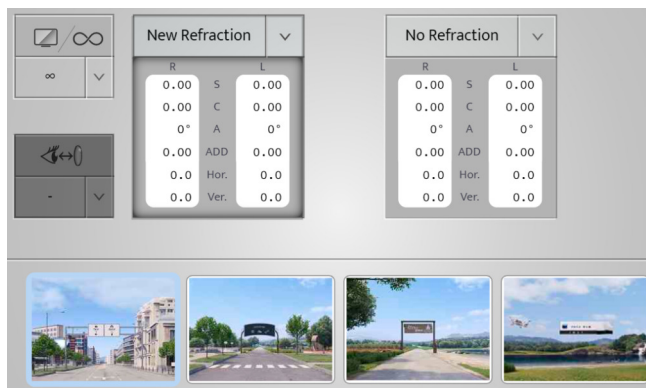 New Refraction
No Refraction
∞
R L
0.00 S 0.00
0.00 C 0.00
0° A 0°
0.00 ADD 0.00
0.0 Hor. 0.0
0.0 Ver. 0.0
R L
0.00 S 0.00
0.00 C 0.00
0° A 0°
0.00 ADD 0.00
0.0 Hor. 0.0
0.0 Ver. 0.0
-